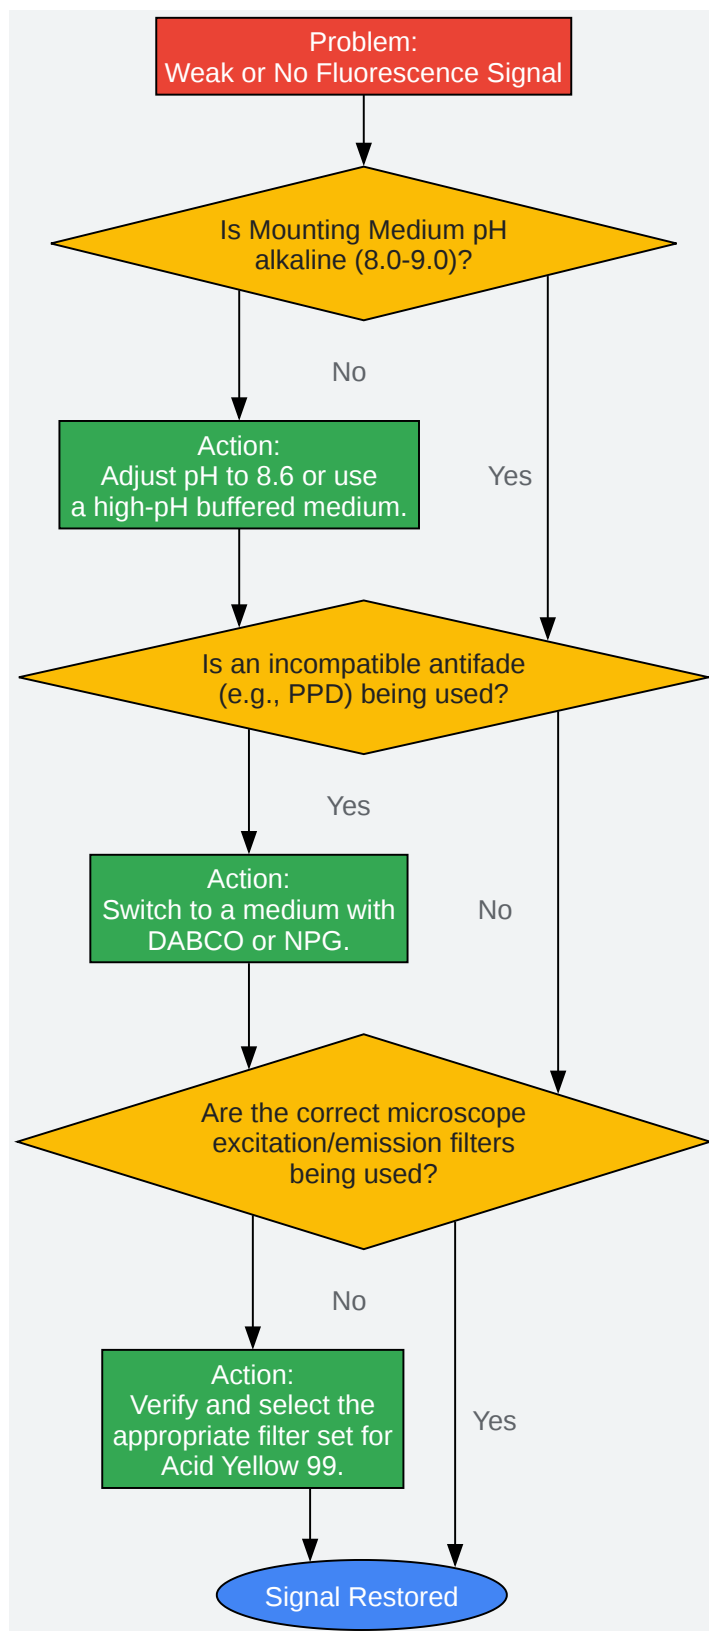 Problem:
Weak or No Fluorescence Signal
Is Mounting Medium pH
alkaline (8.0-9.0)?
No
Action:
Adjust pH to 8.6 or use
a high-pH buffered medium.
Yes
Is an incompatible antifade
(e.g., PPD) being used?
Yes
Action:
Switch to a medium with
DABCO or NPG.
No
Are the correct microscope
excitation/emission filters
being used?
No
Action:
Verify and select the
appropriate filter set for
Acid Yellow 99.
Yes
Signal Restored